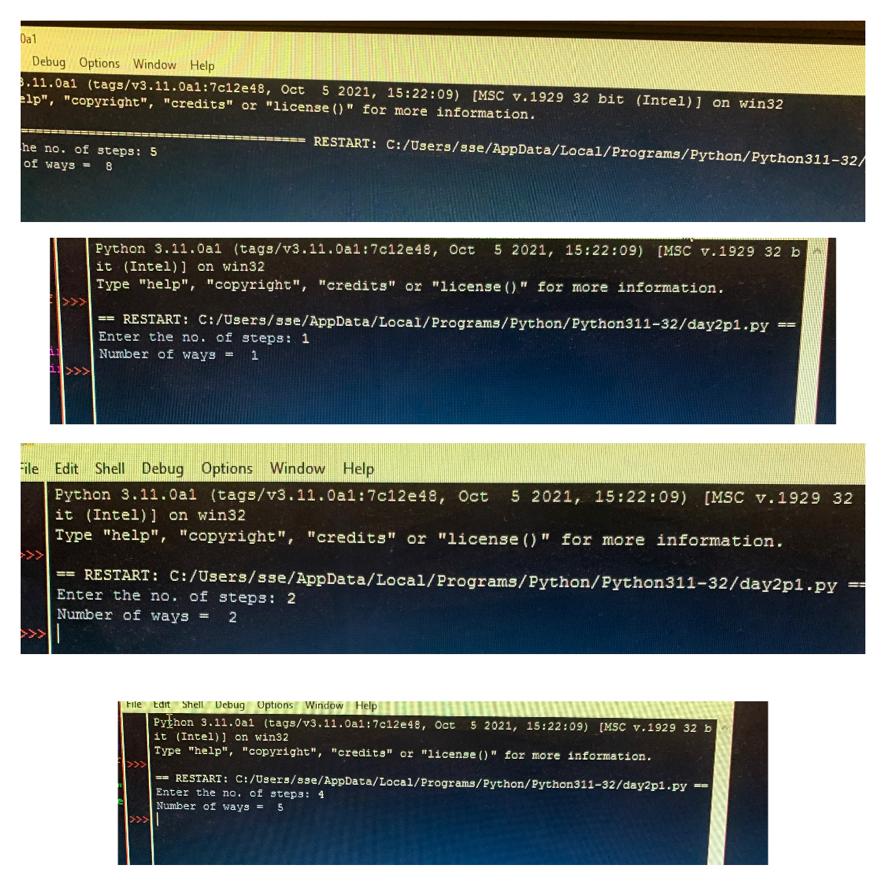 0a1
Debug Options Window Help
3.11.0a1 (tags/v3.11.0a1:7c12e48, Oct  5 2021, 15:22:09) [MSC v.1929 32 bit (Intel)] on win32
elp", "copyright", "credits" or "license()" for more information.
============================== RESTART: C:/Users/sse/AppData/Local/Programs/Python/Python311-32/
he no. of steps: 5
of ways =  8
Python 3.11.0a1 (tags/v3.11.0a1:7c12e48, Oct  5 2021, 15:22:09) [MSC v.1929 32 b
it (Intel)] on win32
Type "help", "copyright", "credits" or "license()" for more information.
>>>
== RESTART: C:/Users/sse/AppData/Local/Programs/Python/Python311-32/day2p1.py ==
Enter the no. of steps: 1
Number of ways =  1
>>>
File Edit Shell Debug Options Window Help
Python 3.11.0a1 (tags/v3.11.0a1:7c12e48, Oct  5 2021, 15:22:09) [MSC v.1929 32
it (Intel)] on win32
Type "help", "copyright", "credits" or "license()" for more information.
>>>
== RESTART: C:/Users/sse/AppData/Local/Programs/Python/Python311-32/day2p1.py ==
Enter the no. of steps: 2
Number of ways =  2
>>>
File Edit Shell Debug Options Window Help
Python 3.11.0a1 (tags/v3.11.0a1:7c12e48, Oct  5 2021, 15:22:09) [MSC v.1929 32 b
it (Intel)] on win32
Type "help", "copyright", "credits" or "license()" for more information.
>>>
== RESTART: C:/Users/sse/AppData/Local/Programs/Python/Python311-32/day2p1.py ==
Enter the no. of steps: 4
Number of ways =  5
>>>